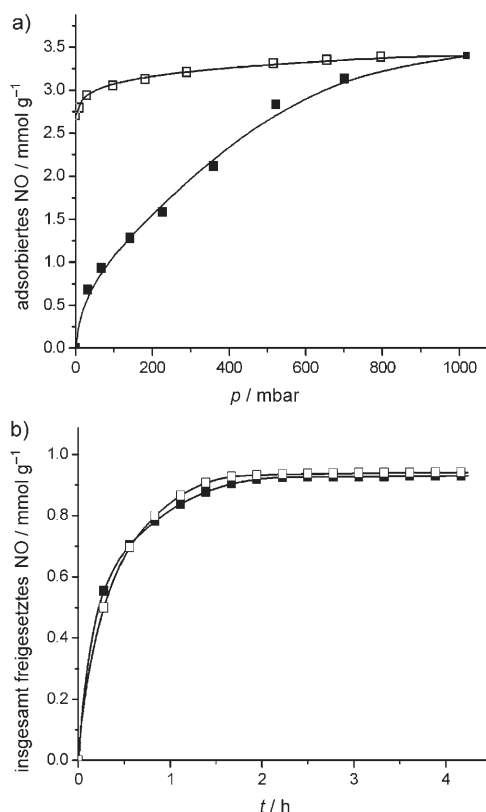 a)
4.0
3.5
3.0
2.5
2.0
1.5
1.0
0.5
0.0
adsorbiertes NO / mmol g⁻¹
0 200 400 600 800 1000
p / mbar
b)
1.0
0.8
0.6
0.4
0.2
0.0
insgesamt freigesetztes NO / mmol g⁻¹
0 1 2 3 4
t / h